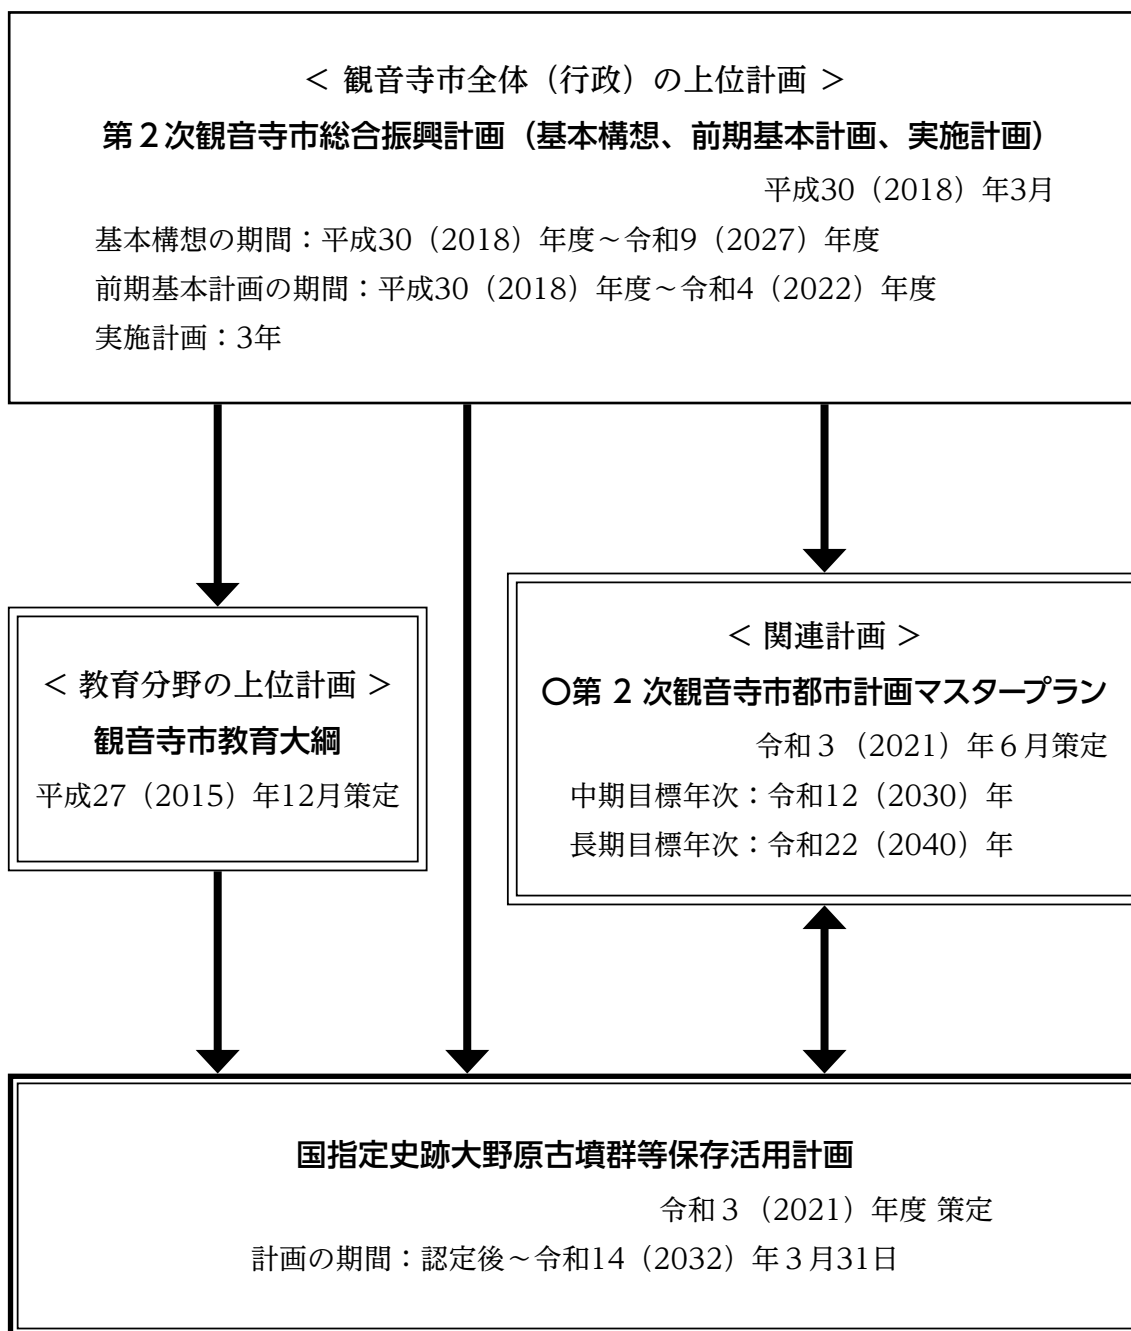 ＜ 観音寺市全体（行政）の上位計画 ＞
第２次観音寺市総合振興計画（基本構想、前期基本計画、実施計画）
平成30（2018）年3月
基本構想の期間：平成30（2018）年度～令和9（2027）年度
前期基本計画の期間：平成30（2018）年度～令和4（2022）年度
実施計画：3年
＜ 教育分野の上位計画 ＞
観音寺市教育大綱
平成27（2015）年12月策定
＜ 関連計画 ＞
〇第 2 次観音寺市都市計画マスタープラン
令和３（2021）年６月策定
中期目標年次：令和12（2030）年
長期目標年次：令和22（2040）年
国指定史跡大野原古墳群等保存活用計画
令和３（2021）年度 策定
計画の期間：認定後～令和14（2032）年３月31日